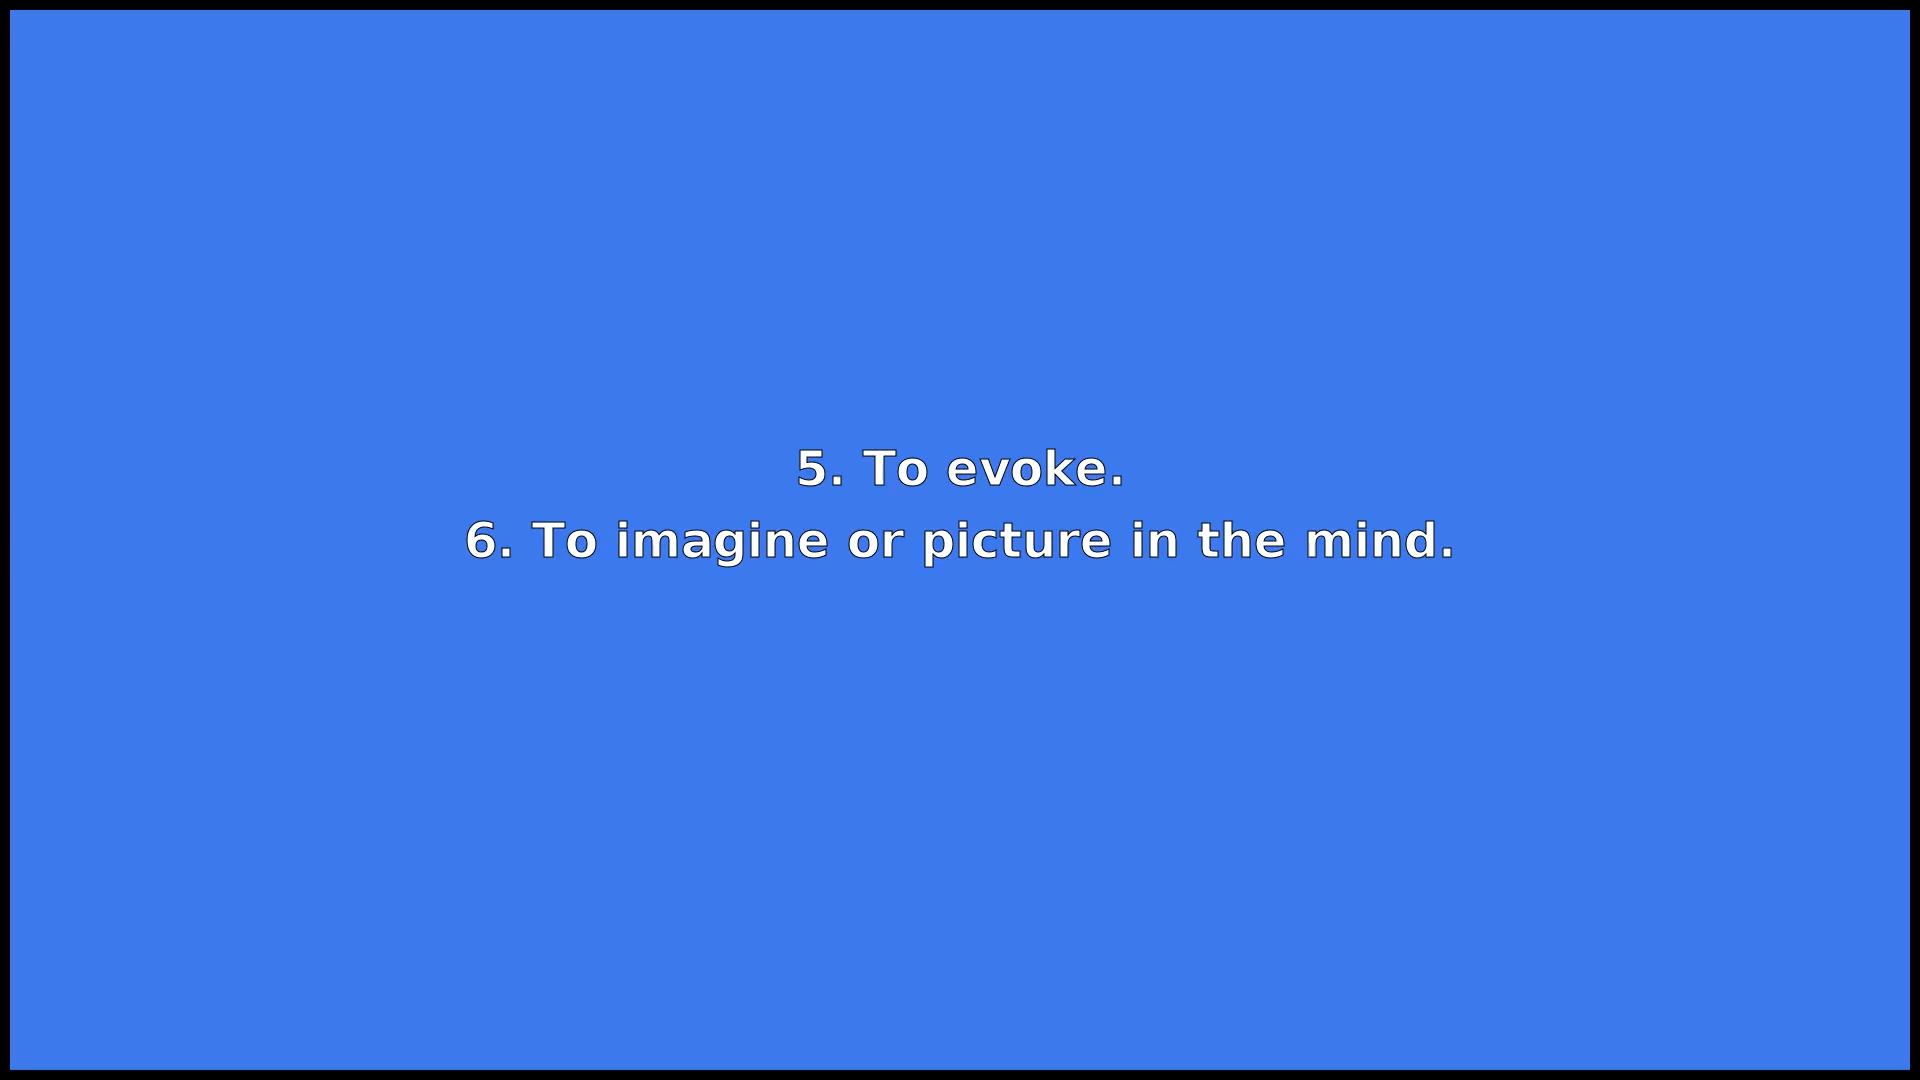 5. To evoke.
6. To imagine or picture in the mind.